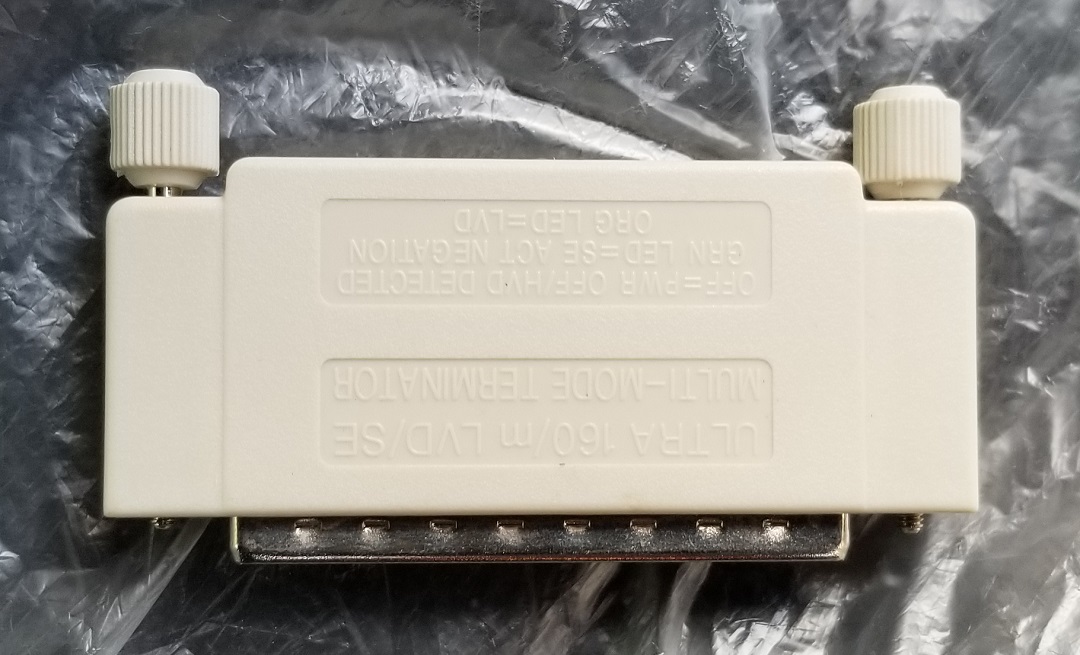 ULTRA 160/m LVD/SE
MULTI-MODE TERMINATOR
OFF=PWR OFF/HVD DETECTED
GRN LED=SE ACT NEGATION
ORG LED=LVD